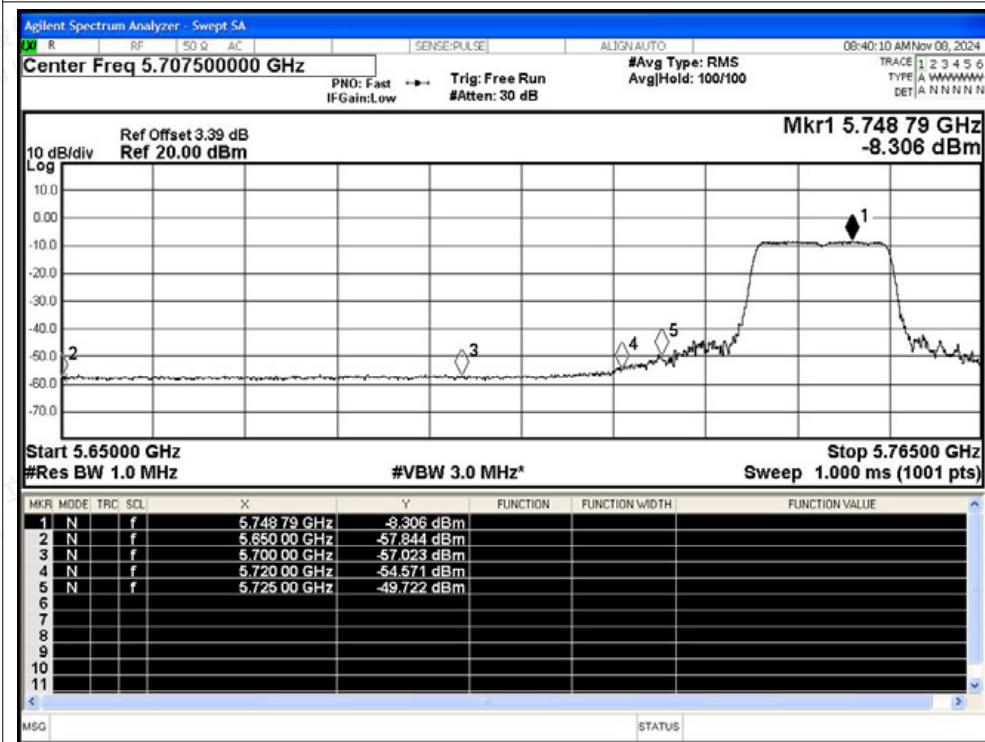 Agilent Spectrum Analyzer - Swept SA
LXI R RF 50 Ω AC SENSE:PULSE ALIGN AUTO 08:40:10 AM Nov 08, 2024
Center Freq 5.707500000 GHz
PNO: Fast
IFGain:Low
Trig: Free Run
#Atten: 30 dB
#Avg Type: RMS
Avg|Hold: 100/100
TRACE 1 2 3 4 5 6
TYPE A WWWWW
DET A N N N N N
Mkr1 5.748 79 GHz
-8.306 dBm
Ref Offset 3.39 dB
10 dB/div Ref 20.00 dBm
Log
10.0
0.00
-10.0
-20.0
-30.0
-40.0
-50.0
-60.0
-70.0
1
2
3
4
5
Start 5.65000 GHz Stop 5.76500 GHz
#Res BW 1.0 MHz #VBW 3.0 MHz* Sweep 1.000 ms (1001 pts)
MKR MODE TRC SCL X Y FUNCTION FUNCTION WIDTH FUNCTION VALUE
1 N f 5.748 79 GHz -8.306 dBm
2 N f 5.650 00 GHz -57.844 dBm
3 N f 5.700 00 GHz -57.023 dBm
4 N f 5.720 00 GHz -54.571 dBm
5 N f 5.725 00 GHz -49.722 dBm
6
7
8
9
10
11
MSG STATUS